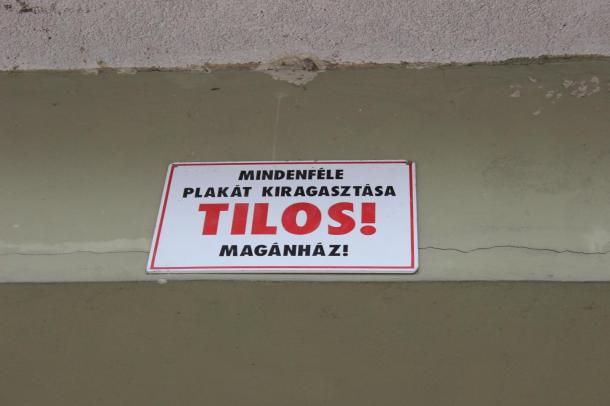 MINDENFÉLE
PLAKÁT KIRAGASZTÁSA
TILOS!
MAGÁNHÁZ!